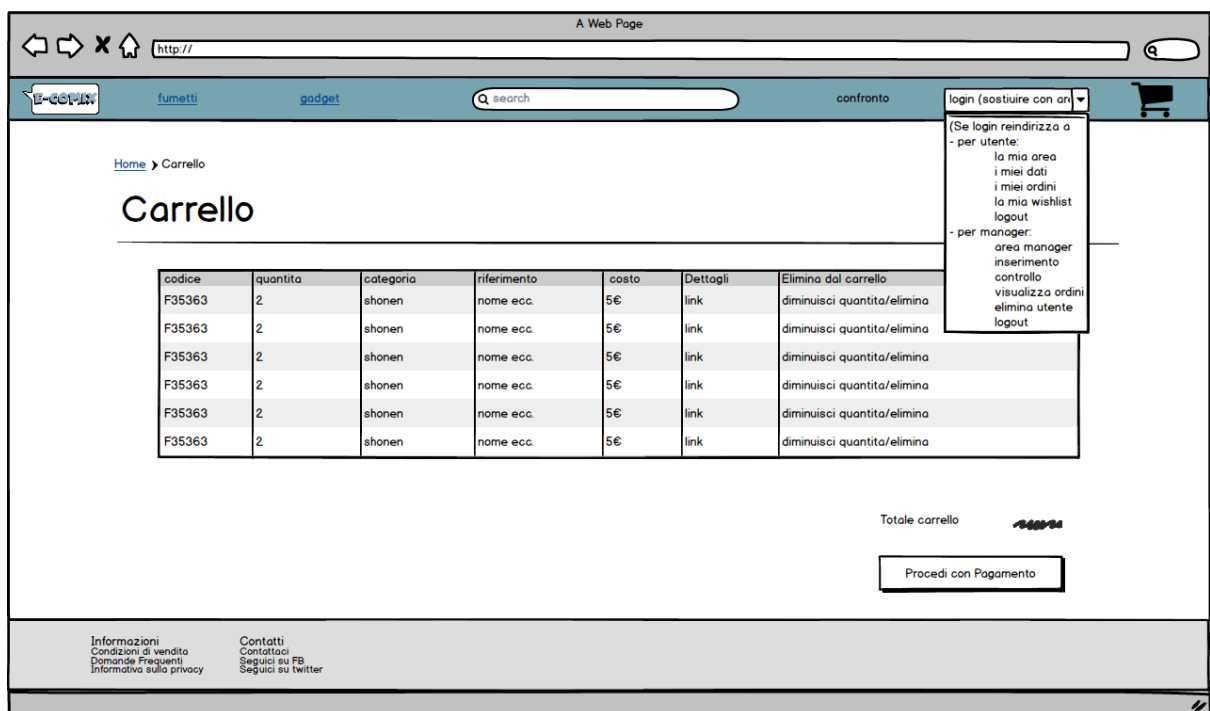 A Web Page
http://
E-COMIX
fumetti
gadget
search
confronto
login (sostiuire con are
(Se login reindirizza a
- per utente:
la mia area
i miei dati
i miei ordini
la mia wishlist
logout
- per manager:
area manager
inserimento
controllo
visualizza ordini
elimina utente
logout
Home > Carrello
Carrello
codice quantita categoria riferimento costo Dettagli Elimina dal carrello
F35363 2 shonen nome ecc. 5€ link diminuisci quantita/elimina
F35363 2 shonen nome ecc. 5€ link diminuisci quantita/elimina
F35363 2 shonen nome ecc. 5€ link diminuisci quantita/elimina
F35363 2 shonen nome ecc. 5€ link diminuisci quantita/elimina
F35363 2 shonen nome ecc. 5€ link diminuisci quantita/elimina
F35363 2 shonen nome ecc. 5€ link diminuisci quantita/elimina
Totale carrello
Procedi con Pagamento
Informazioni
Condizioni di vendita
Domande Frequenti
Informativa sulla privacy
Contatti
Contattaci
Seguici su FB
Seguici su twitter